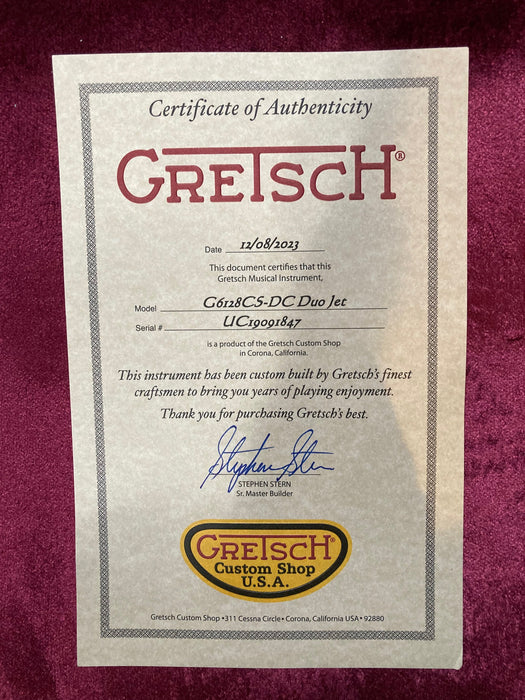 Certificate of Authenticity
GRETSCH®
Date 12/08/2023
This document certifies that this
Gretsch Musical Instrument,
Model G6128CS-DC Duo Jet
Serial # UC19091847
is a product of the Gretsch Custom Shop
in Corona, California.
This instrument has been custom built by Gretsch's finest
craftsmen to bring you years of playing enjoyment.
Thank you for purchasing Gretsch's best.
Stephen Stern
STEPHEN STERN
Sr. Master Builder
GRETSCH®
Custom Shop
U.S.A.
Gretsch Custom Shop •311 Cessna Circle• Corona, California USA• 92880